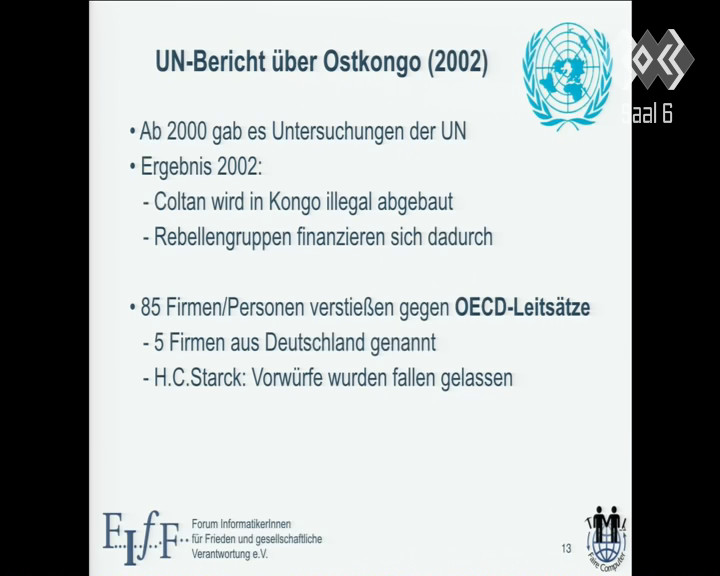 UN-Bericht über Ostkongo (2002)
Saal 6
• Ab 2000 gab es Untersuchungen der UN
• Ergebnis 2002:
- Coltan wird in Kongo illegal abgebaut
- Rebellengruppen finanzieren sich dadurch
• 85 Firmen/Personen verstießen gegen OECD-Leitsätze
- 5 Firmen aus Deutschland genannt
- H.C.Starck: Vorwürfe wurden fallen gelassen
F...I...f...F...
Forum InformatikerInnen
für Frieden und gesellschaftliche
Verantwortung e.V.
13
Faire Computer